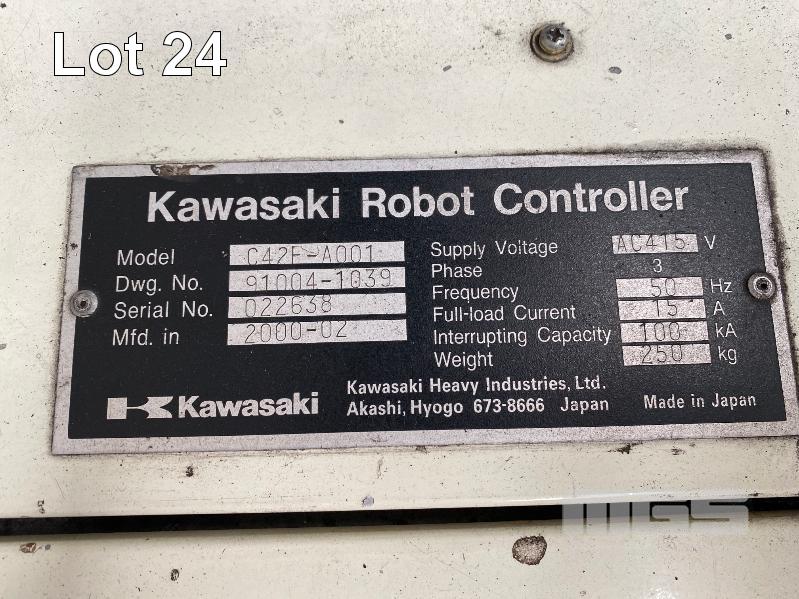 Lot 24
Kawasaki Robot Controller
Model C42F-A001
Dwg. No. 91004-1039
Serial No. 022638
Mfd. in 2000-02
Supply Voltage AC415 V
Phase 3
Frequency 50 Hz
Full-load Current 15 A
Interrupting Capacity 100 kA
Weight 250 kg
Kawasaki
Kawasaki Heavy Industries, Ltd.
Akashi, Hyogo 673-8666 Japan Made in Japan
MGS